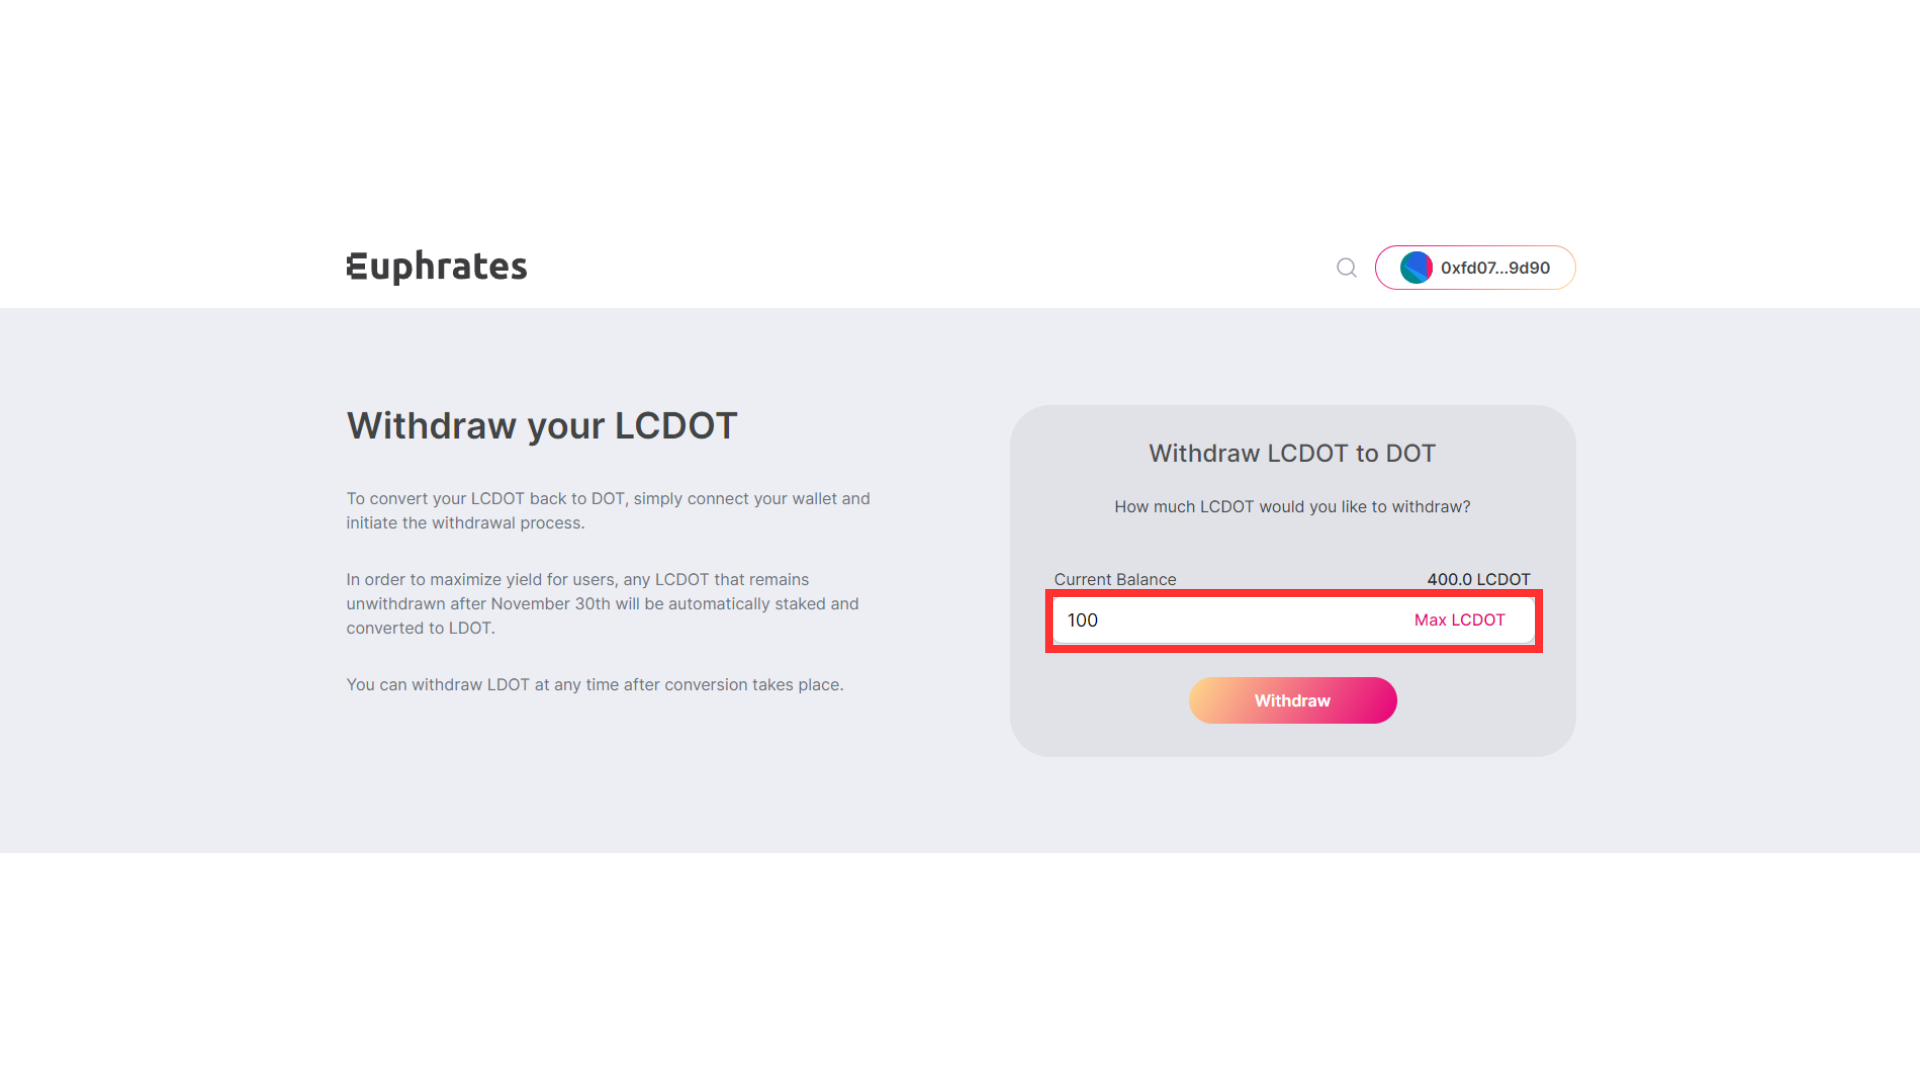 Euphrates
0xfd07...9d90
Withdraw your LCDOT
To convert your LCDOT back to DOT, simply connect your wallet and
initiate the withdrawal process.
In order to maximize yield for users, any LCDOT that remains
unwithdrawn after November 30th will be automatically staked and
converted to LDOT.
You can withdraw LDOT at any time after conversion takes place.
Withdraw LCDOT to DOT
How much LCDOT would you like to withdraw?
Current Balance 400.0 LCDOT
100 Max LCDOT
Withdraw